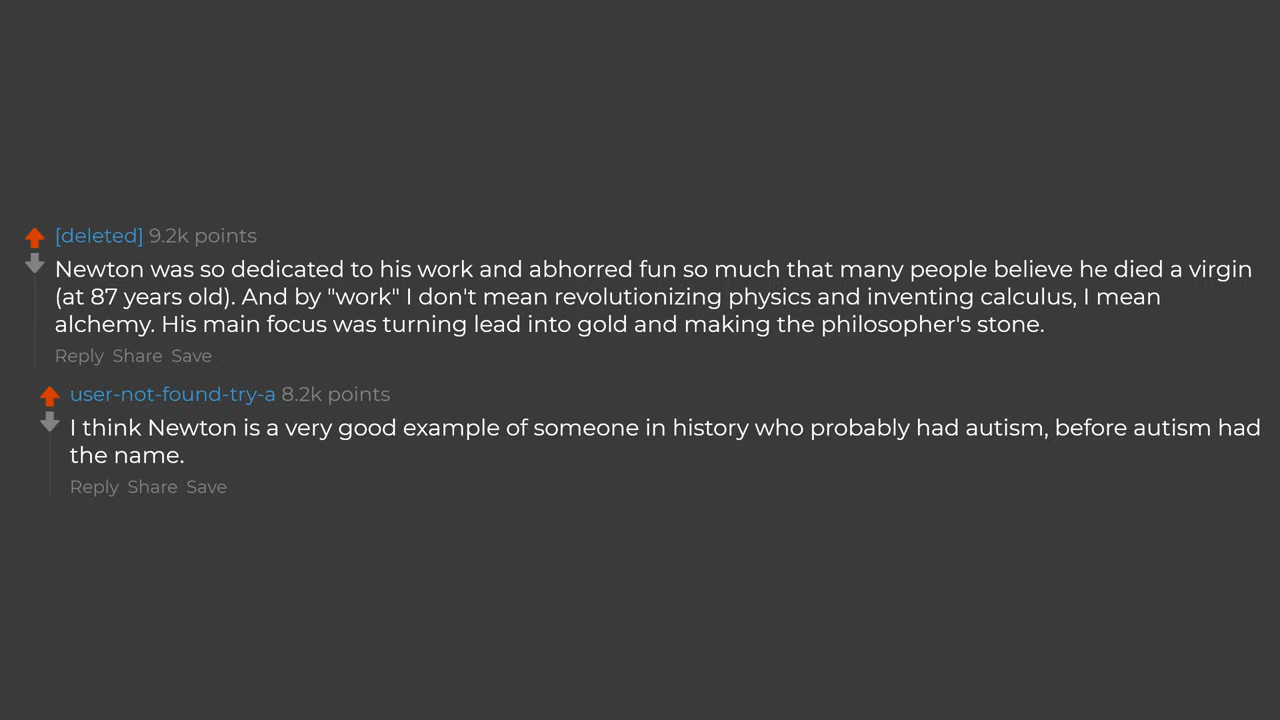 [deleted] 9.2k points
Newton was so dedicated to his work and abhorred fun so much that many people believe he died a virgin
(at 87 years old). And by "work" I don't mean revolutionizing physics and inventing calculus, I mean
alchemy. His main focus was turning lead into gold and making the philosopher's stone.
Reply Share Save
user-not-found-try-a 8.2k points
I think Newton is a very good example of someone in history who probably had autism, before autism had
the name.
Reply Share Save